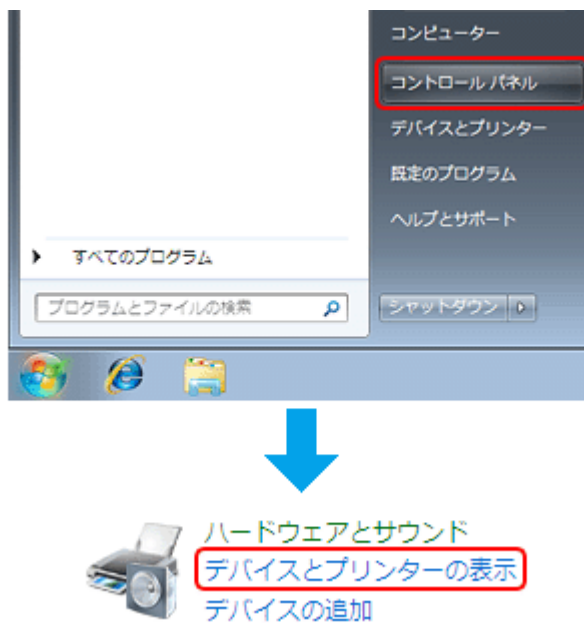 コンピューター
コントロール パネル
デバイスとプリンター
既定のプログラム
ヘルプとサポート
すべてのプログラム
プログラムとファイルの検索
シャットダウン
ハードウェアとサウンド
デバイスとプリンターの表示
デバイスの追加